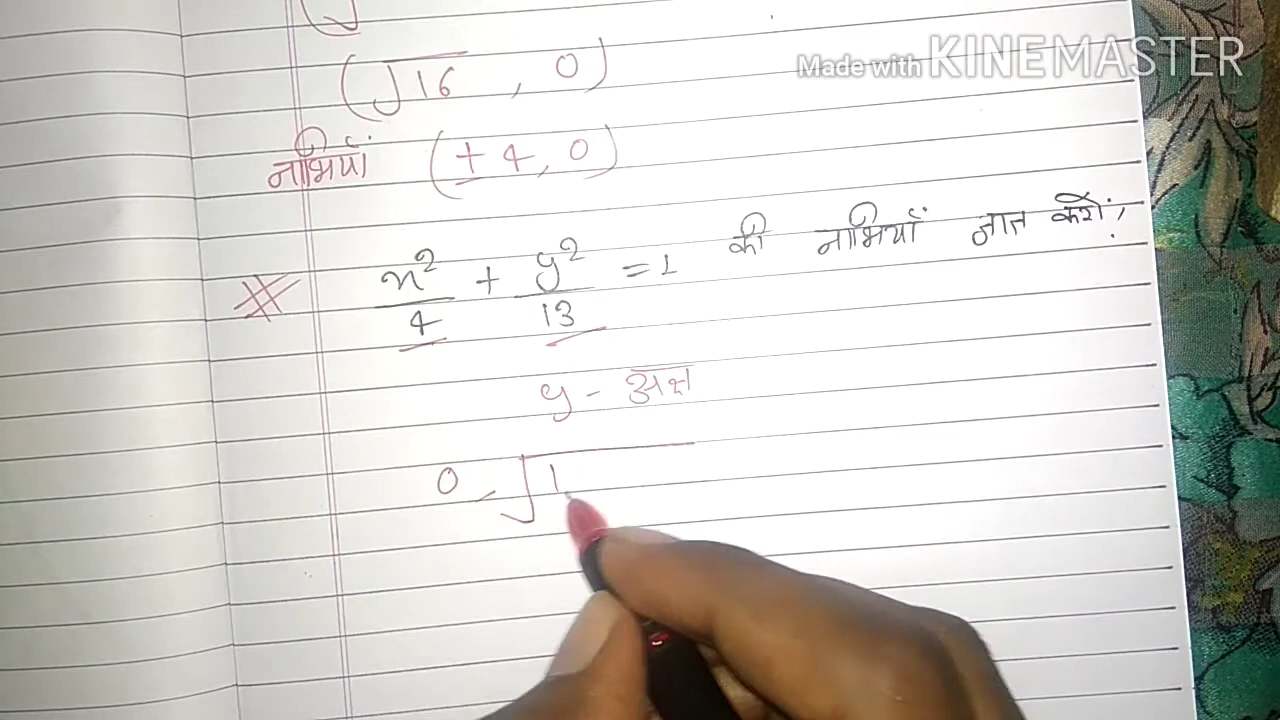 Made with KINEMASTER
(√16 , 0)
नाभियाँ (± 4, 0)
x²/4 + y²/13 = 1 की नाभियाँ ज्ञात करो;
y - अक्ष
0 , √1